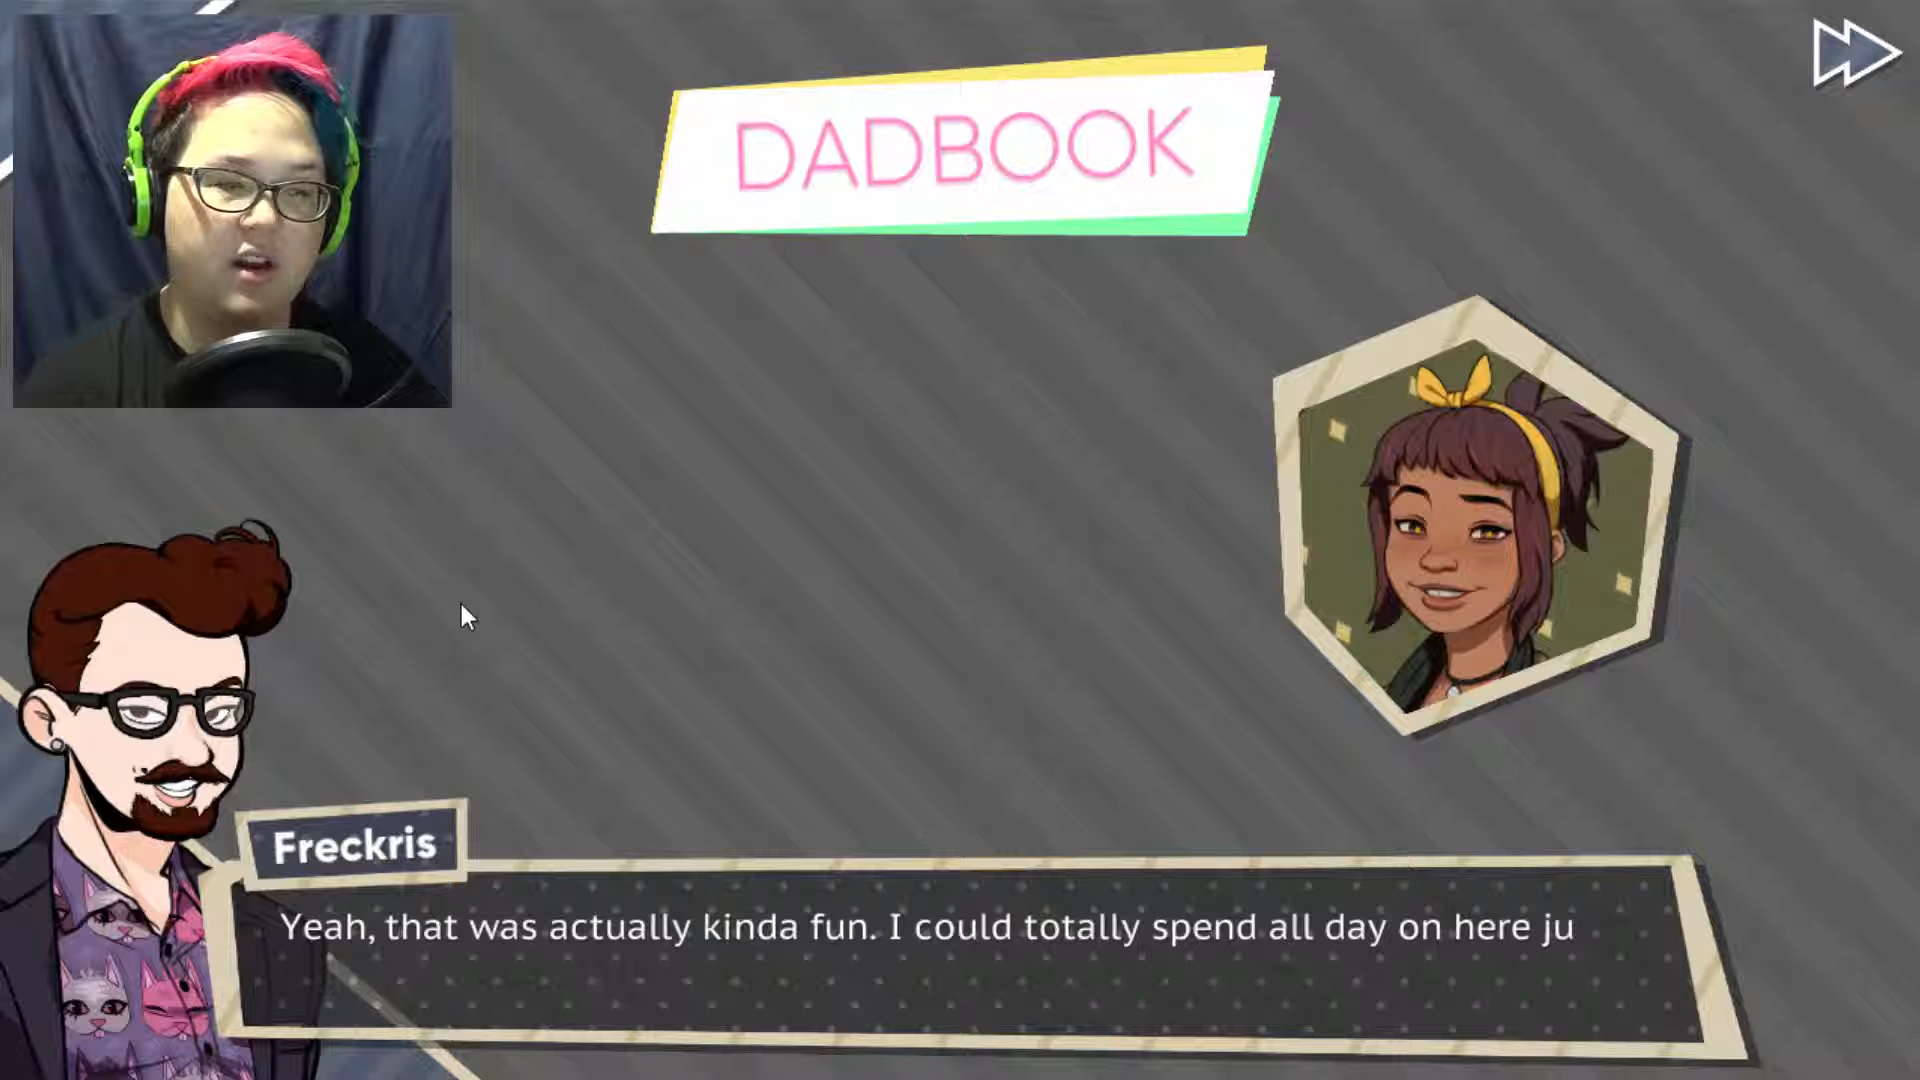 DADBOOK
Freckris
Yeah, that was actually kinda fun. I could totally spend all day on here ju